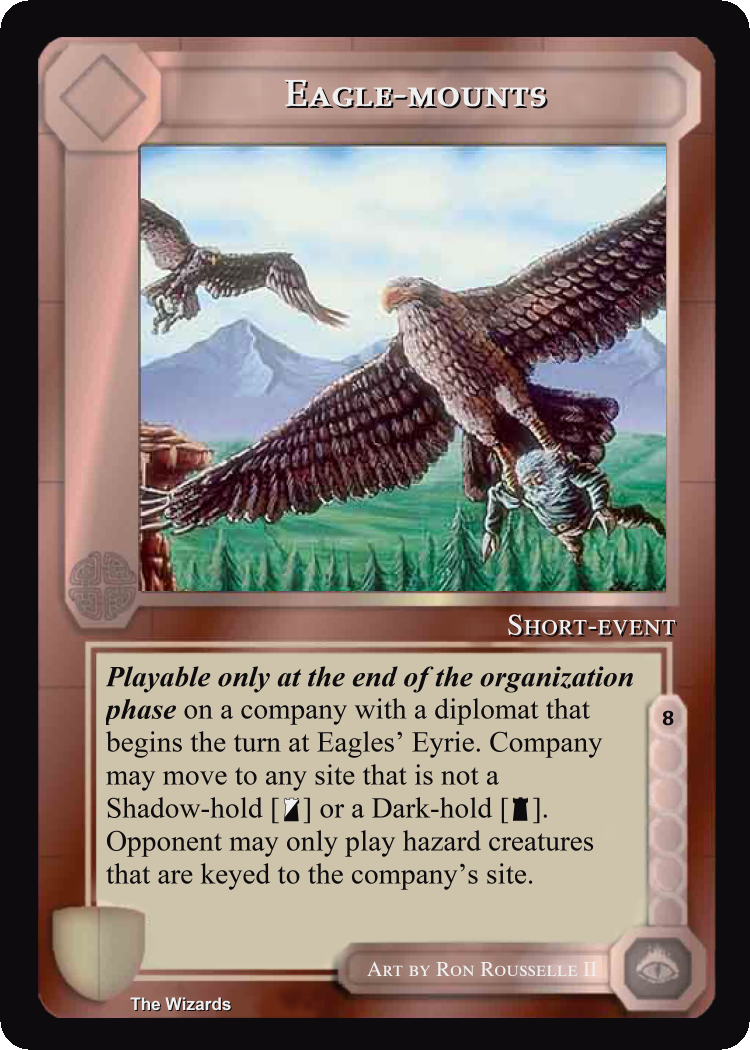 Eagle-mounts
Short-event
Playable only at the end of the organization
phase on a company with a diplomat that
begins the turn at Eagles’ Eyrie. Company
may move to any site that is not a
Shadow-hold [ ] or a Dark-hold [ ].
Opponent may only play hazard creatures
that are keyed to the company’s site.
8
Art by Ron Rousselle II
The Wizards